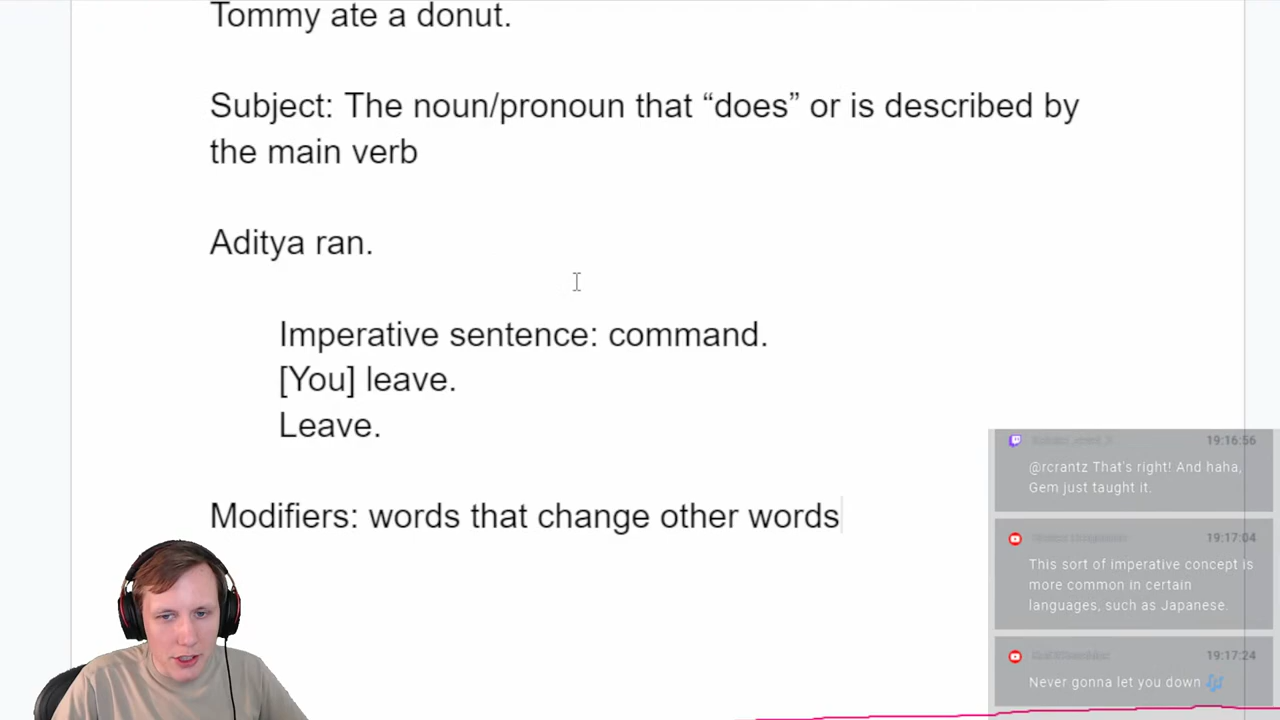 Tommy ate a donut.
Subject: The noun/pronoun that “does” or is described by
the main verb
Aditya ran.
Imperative sentence: command.
[You] leave.
Leave.
Modifiers: words that change other words
19:16:56
@rcrantz That's right! And haha,
Gem just taught it.
19:17:04
This sort of imperative concept is
more common in certain
languages, such as Japanese.
19:17:24
Never gonna let you down 🎶